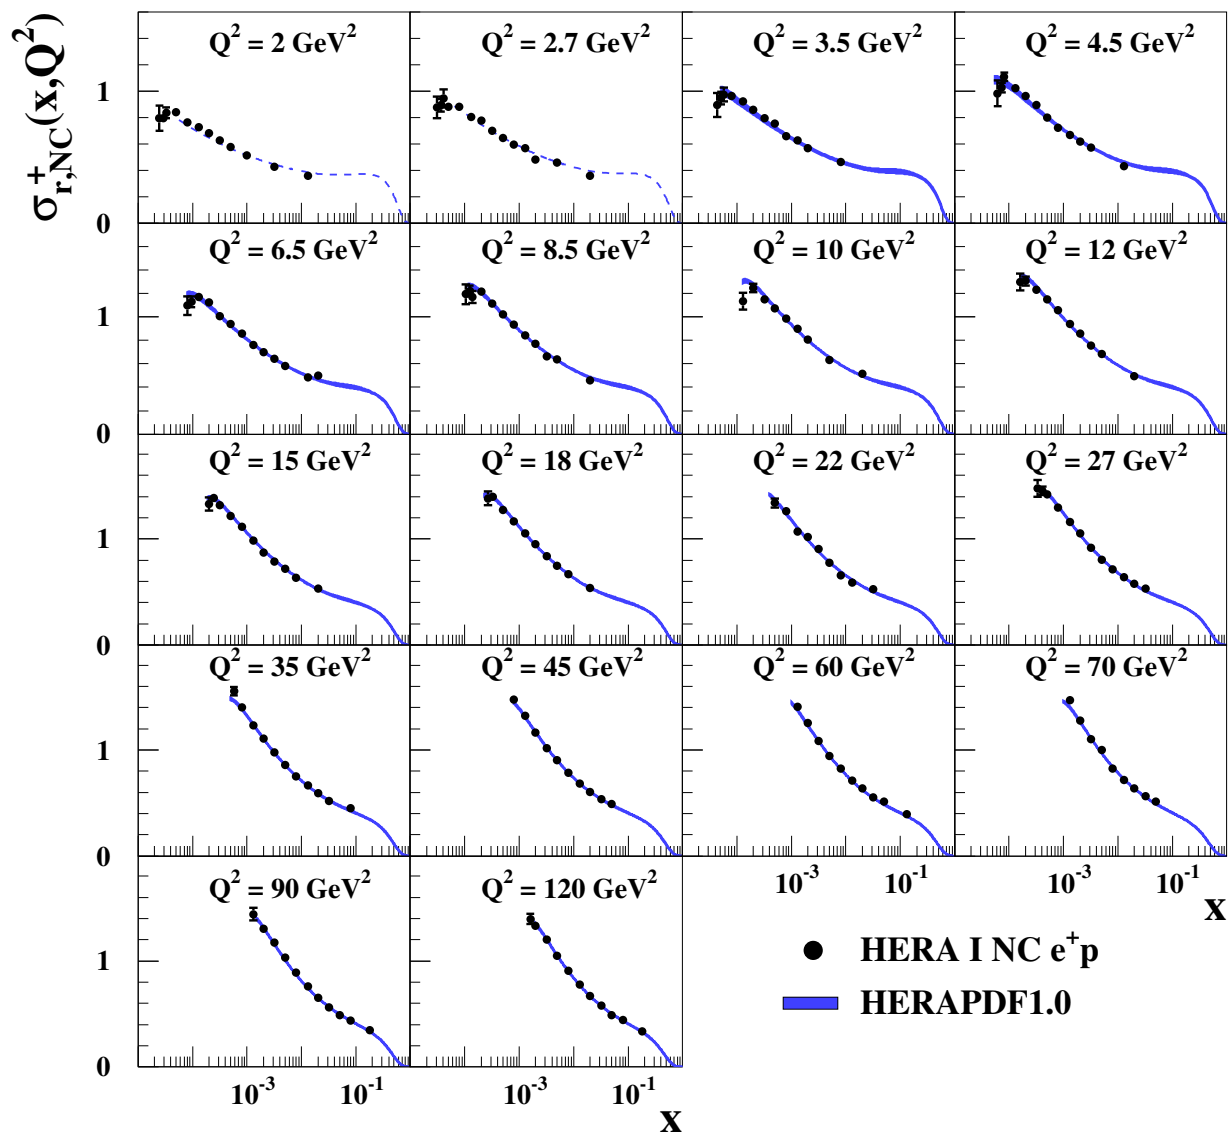 σ⁺r,NC(x,Q²)
Q² = 2 GeV²
Q² = 2.7 GeV²
Q² = 3.5 GeV²
Q² = 4.5 GeV²
1
0
Q² = 6.5 GeV²
Q² = 8.5 GeV²
Q² = 10 GeV²
Q² = 12 GeV²
1
0
Q² = 15 GeV²
Q² = 18 GeV²
Q² = 22 GeV²
Q² = 27 GeV²
1
0
Q² = 35 GeV²
Q² = 45 GeV²
Q² = 60 GeV²
Q² = 70 GeV²
1
0
10⁻³ 10⁻¹ 10⁻³ 10⁻¹
x
Q² = 90 GeV²
Q² = 120 GeV²
1
0
10⁻³ 10⁻¹ 10⁻³ 10⁻¹
x
HERA I NC e⁺p
HERAPDF1.0